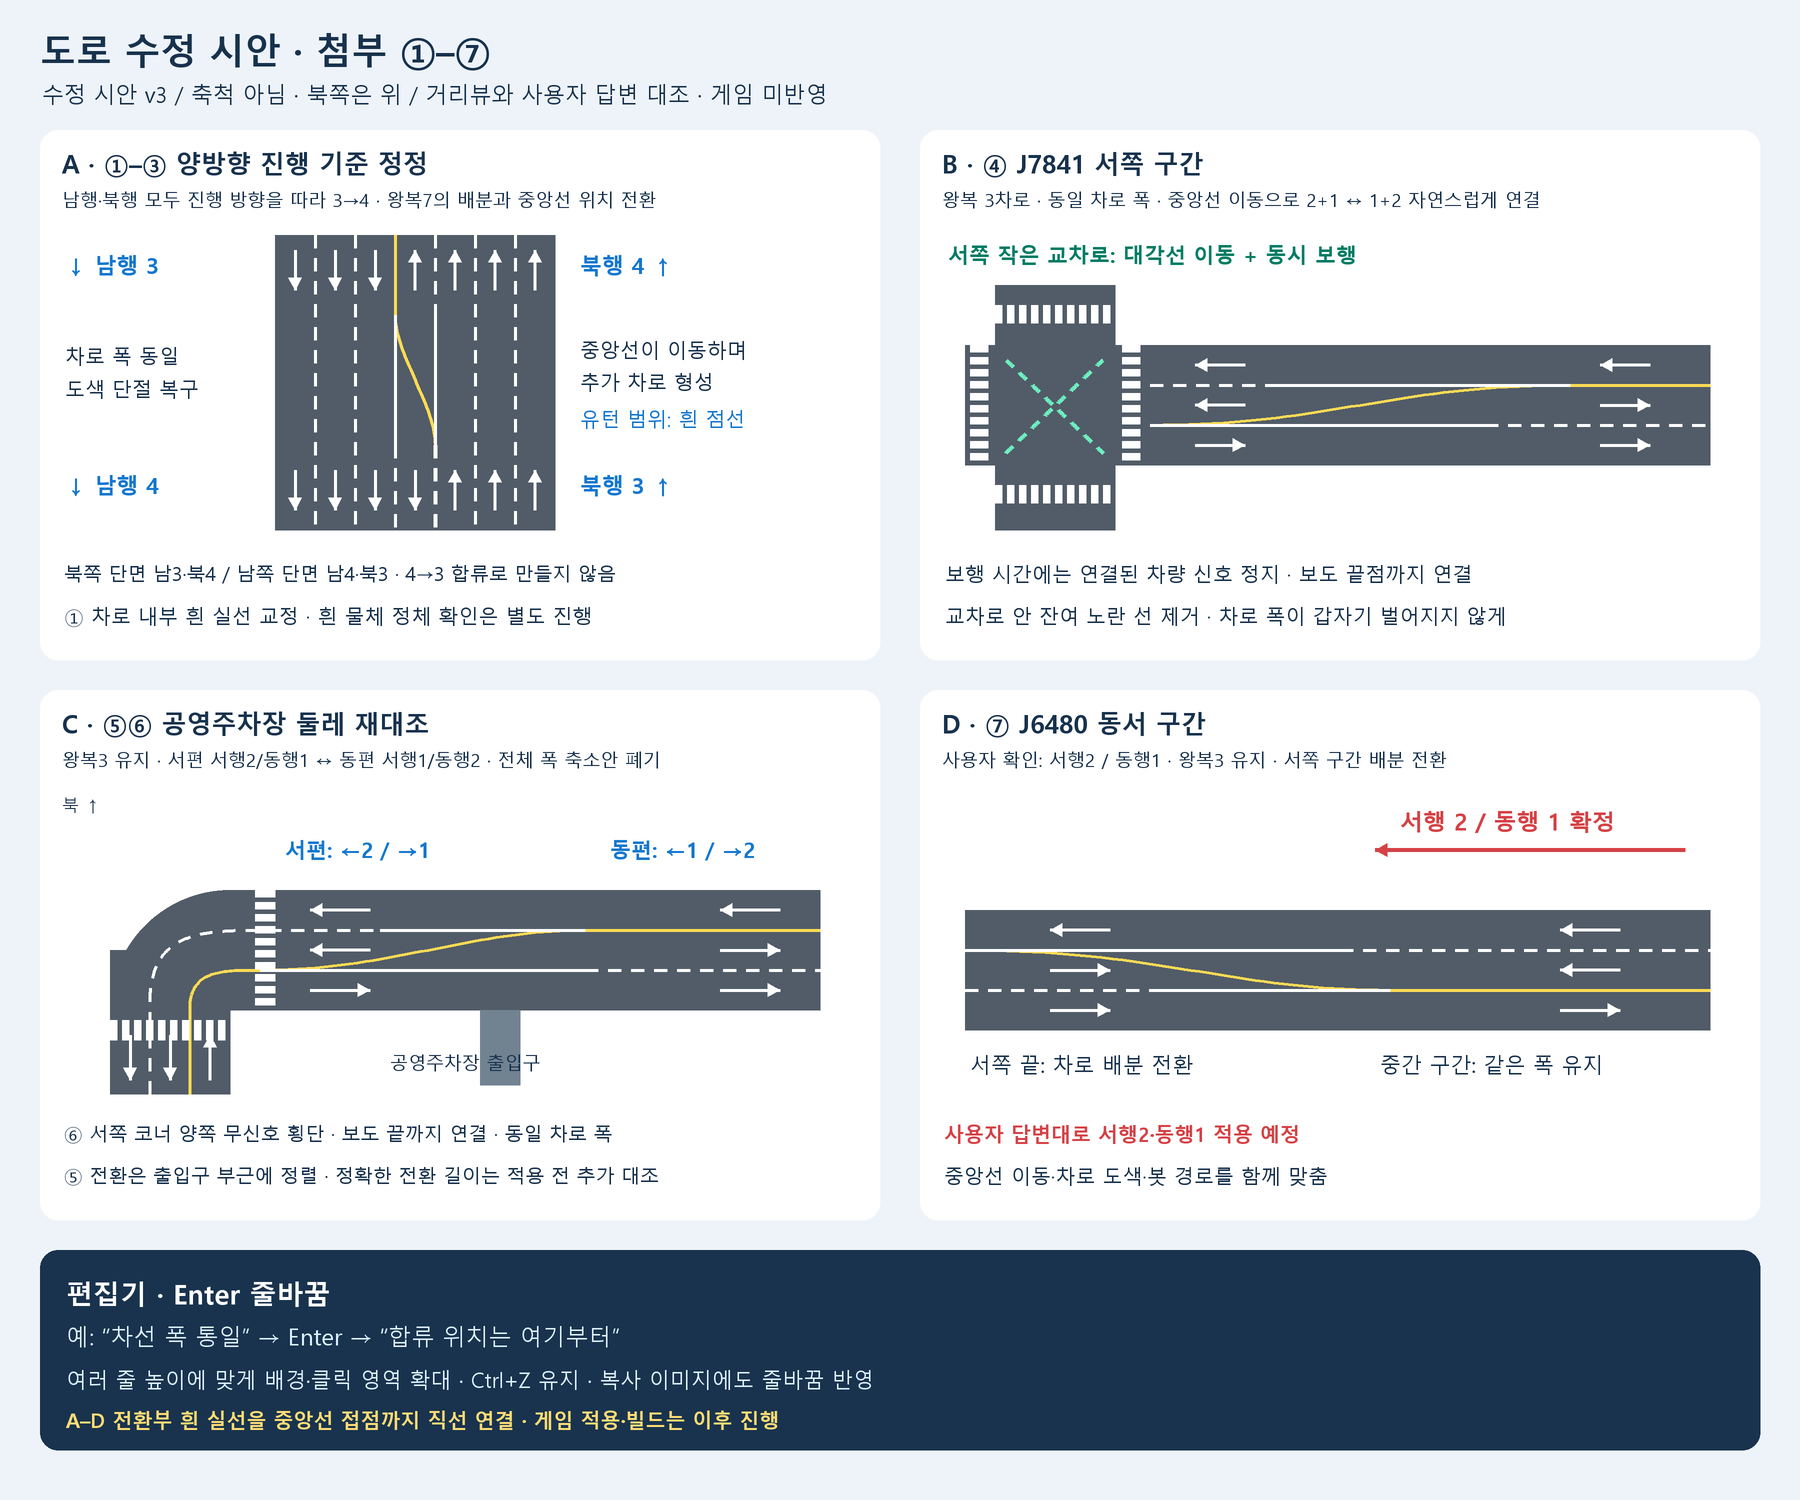 도로 수정 시안 · 첨부 ①–⑦
수정 시안 v3 / 축척 아님 · 북쪽은 위 / 거리뷰와 사용자 답변 대조 · 게임 미반영
A · ①–③ 양방향 진행 기준 정정
남행·북행 모두 진행 방향을 따라 3→4 · 왕복7의 배분과 중앙선 위치 전환
↓ 남행 3
북행 4 ↑
차로 폭 동일
도색 단절 복구
중앙선이 이동하며
추가 차로 형성
유턴 범위: 흰 점선
↓ 남행 4
북행 3 ↑
북쪽 단면 남3·북4 / 남쪽 단면 남4·북3 · 4→3 합류로 만들지 않음
① 차로 내부 흰 실선 교정 · 흰 물체 정체 확인은 별도 진행
B · ④ J7841 서쪽 구간
왕복 3차로 · 동일 차로 폭 · 중앙선 이동으로 2+1 ↔ 1+2 자연스럽게 연결
서쪽 작은 교차로: 대각선 이동 + 동시 보행
보행 시간에는 연결된 차량 신호 정지 · 보도 끝점까지 연결
교차로 안 잔여 노란 선 제거 · 차로 폭이 갑자기 벌어지지 않게
C · ⑤⑥ 공영주차장 둘레 재대조
왕복3 유지 · 서편 서행2/동행1 ↔ 동편 서행1/동행2 · 전체 폭 축소안 폐기
북 ↑
서편: ←2 / →1
동편: ←1 / →2
공영주차장 출입구
⑥ 서쪽 코너 양쪽 무신호 횡단 · 보도 끝까지 연결 · 동일 차로 폭
⑤ 전환은 출입구 부근에 정렬 · 정확한 전환 길이는 적용 전 추가 대조
D · ⑦ J6480 동서 구간
사용자 확인: 서행2 / 동행1 · 왕복3 유지 · 서쪽 구간 배분 전환
서행 2 / 동행 1 확정
서쪽 끝: 차로 배분 전환
중간 구간: 같은 폭 유지
사용자 답변대로 서행2·동행1 적용 예정
중앙선 이동·차로 도색·봇 경로를 함께 맞춤
편집기 · Enter 줄바꿈
예: “차선 폭 통일” → Enter → “합류 위치는 여기부터”
여러 줄 높이에 맞게 배경·클릭 영역 확대 · Ctrl+Z 유지 · 복사 이미지에도 줄바꿈 반영
A–D 전환부 흰 실선을 중앙선 접점까지 직선 연결 · 게임 적용·빌드는 이후 진행